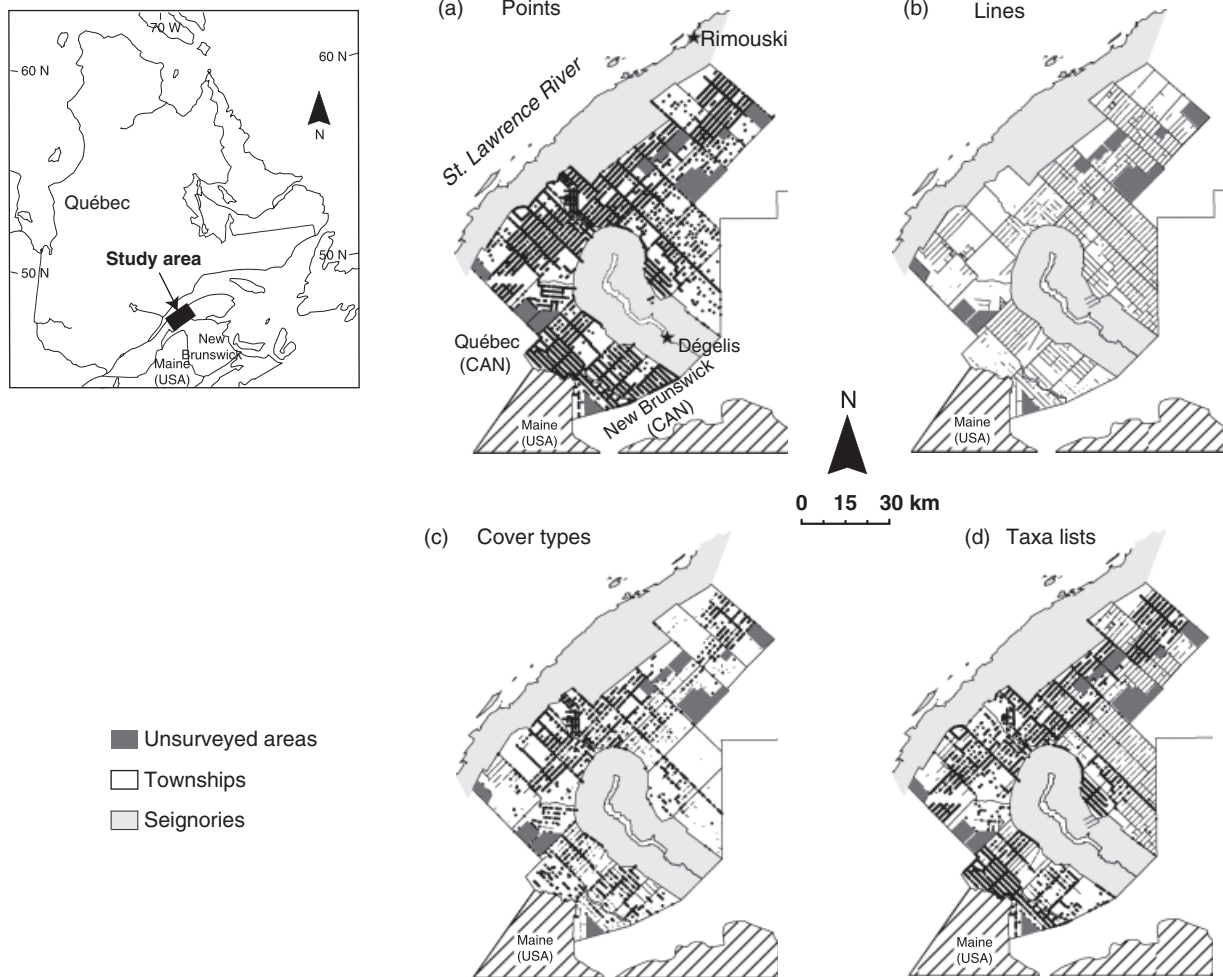 70 W
60 N
60 N
N
Québec
Study area
50 N
50 N
New
Brunswick
Maine
(USA)
(a) Points
Rimouski
St. Lawrence River
Québec
(CAN)
Dégelis
New Brunswick
(CAN)
Maine
(USA)
(b) Lines
Maine
(USA)
N
0 15 30 km
(c) Cover types
Maine
(USA)
(d) Taxa lists
Maine
(USA)
Unsurveyed areas
Townships
Seignories